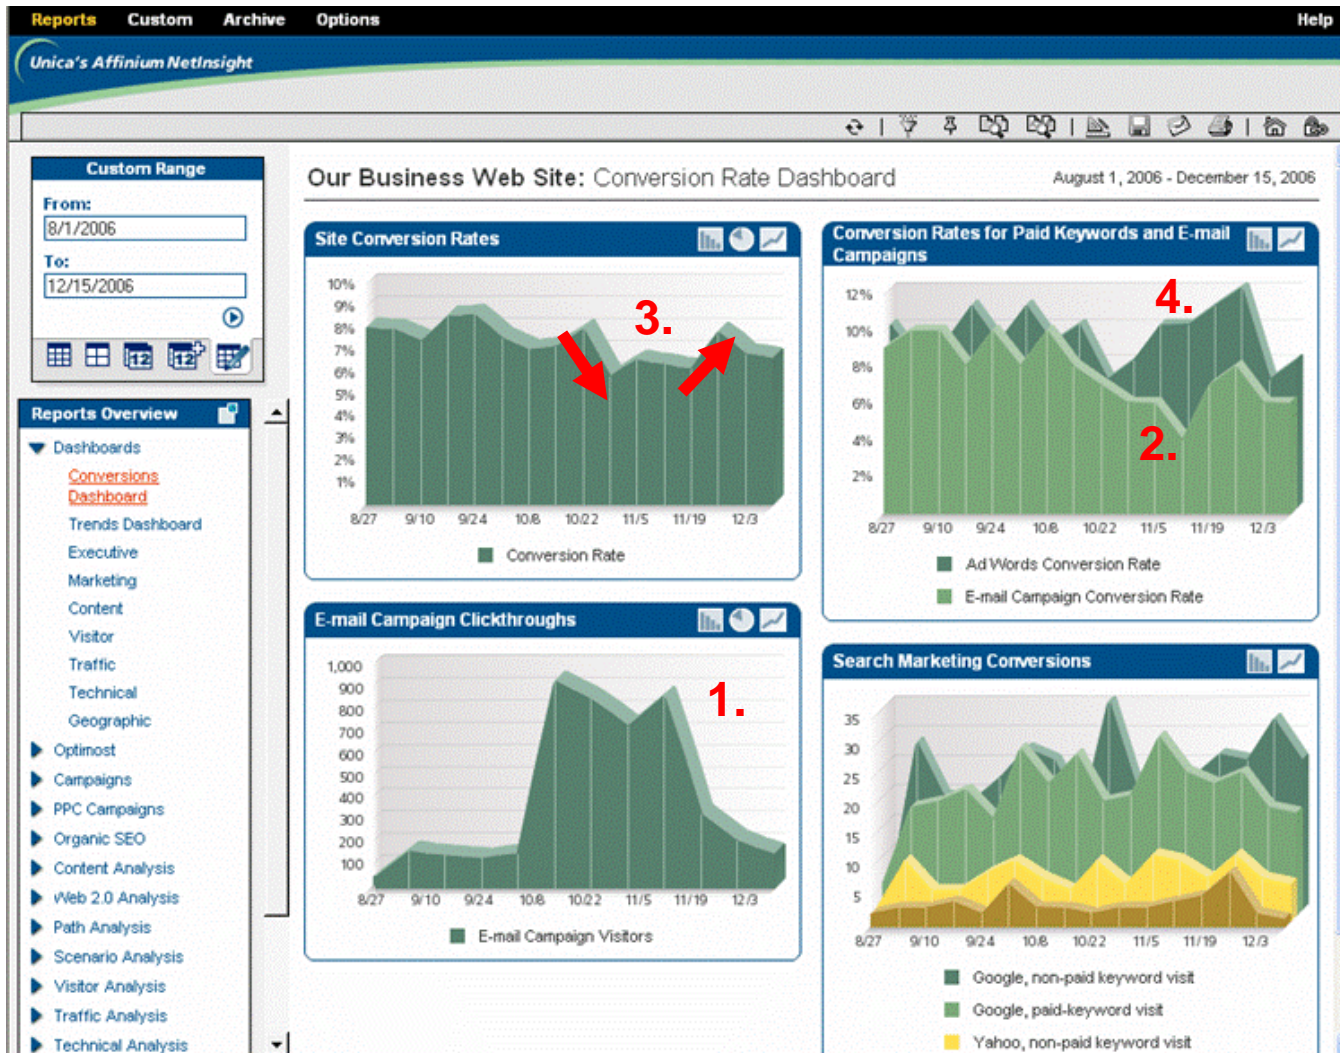 Reports Custom Archive Options Help
Unica's Affinium NetInsight
Custom Range
From:
8/1/2006
To:
12/15/2006
12 12
Reports Overview
Dashboards
Conversions
Dashboard
Trends Dashboard
Executive
Marketing
Content
Visitor
Traffic
Technical
Geographic
Optimost
Campaigns
PPC Campaigns
Organic SEO
Content Analysis
Web 2.0 Analysis
Path Analysis
Scenario Analysis
Visitor Analysis
Traffic Analysis
Technical Analysis
Our Business Web Site: Conversion Rate Dashboard
August 1, 2006 - December 15, 2006
Site Conversion Rates
10%
9%
8%
7%
6%
5%
4%
3%
2%
1%
3.
8/27 9/10 9/24 10/8 10/22 11/5 11/19 12/3
Conversion Rate
Conversion Rates for Paid Keywords and E-mail
Campaigns
12%
10%
8%
6%
4%
2%
4.
2.
8/27 9/10 9/24 10/8 10/22 11/5 11/19 12/3
Ad Words Conversion Rate
E-mail Campaign Conversion Rate
E-mail Campaign Clickthroughs
1,000
900
800
700
600
500
400
300
200
100
1.
8/27 9/10 9/24 10/8 10/22 11/5 11/19 12/3
E-mail Campaign Visitors
Search Marketing Conversions
35
30
25
20
15
10
5
8/27 9/10 9/24 10/8 10/22 11/5 11/19 12/3
Google, non-paid keyword visit
Google, paid-keyword visit
Yahoo, non-paid keyword visit